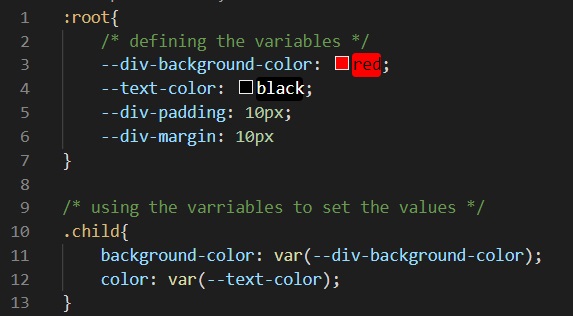 1 :root{
2 /* defining the variables */
3 --div-background-color: red;
4 --text-color: black;
5 --div-padding: 10px;
6 --div-margin: 10px
7 }
8
9 /* using the varriables to set the values */
10 .child{
11 background-color: var(--div-background-color);
12 color: var(--text-color);
13 }